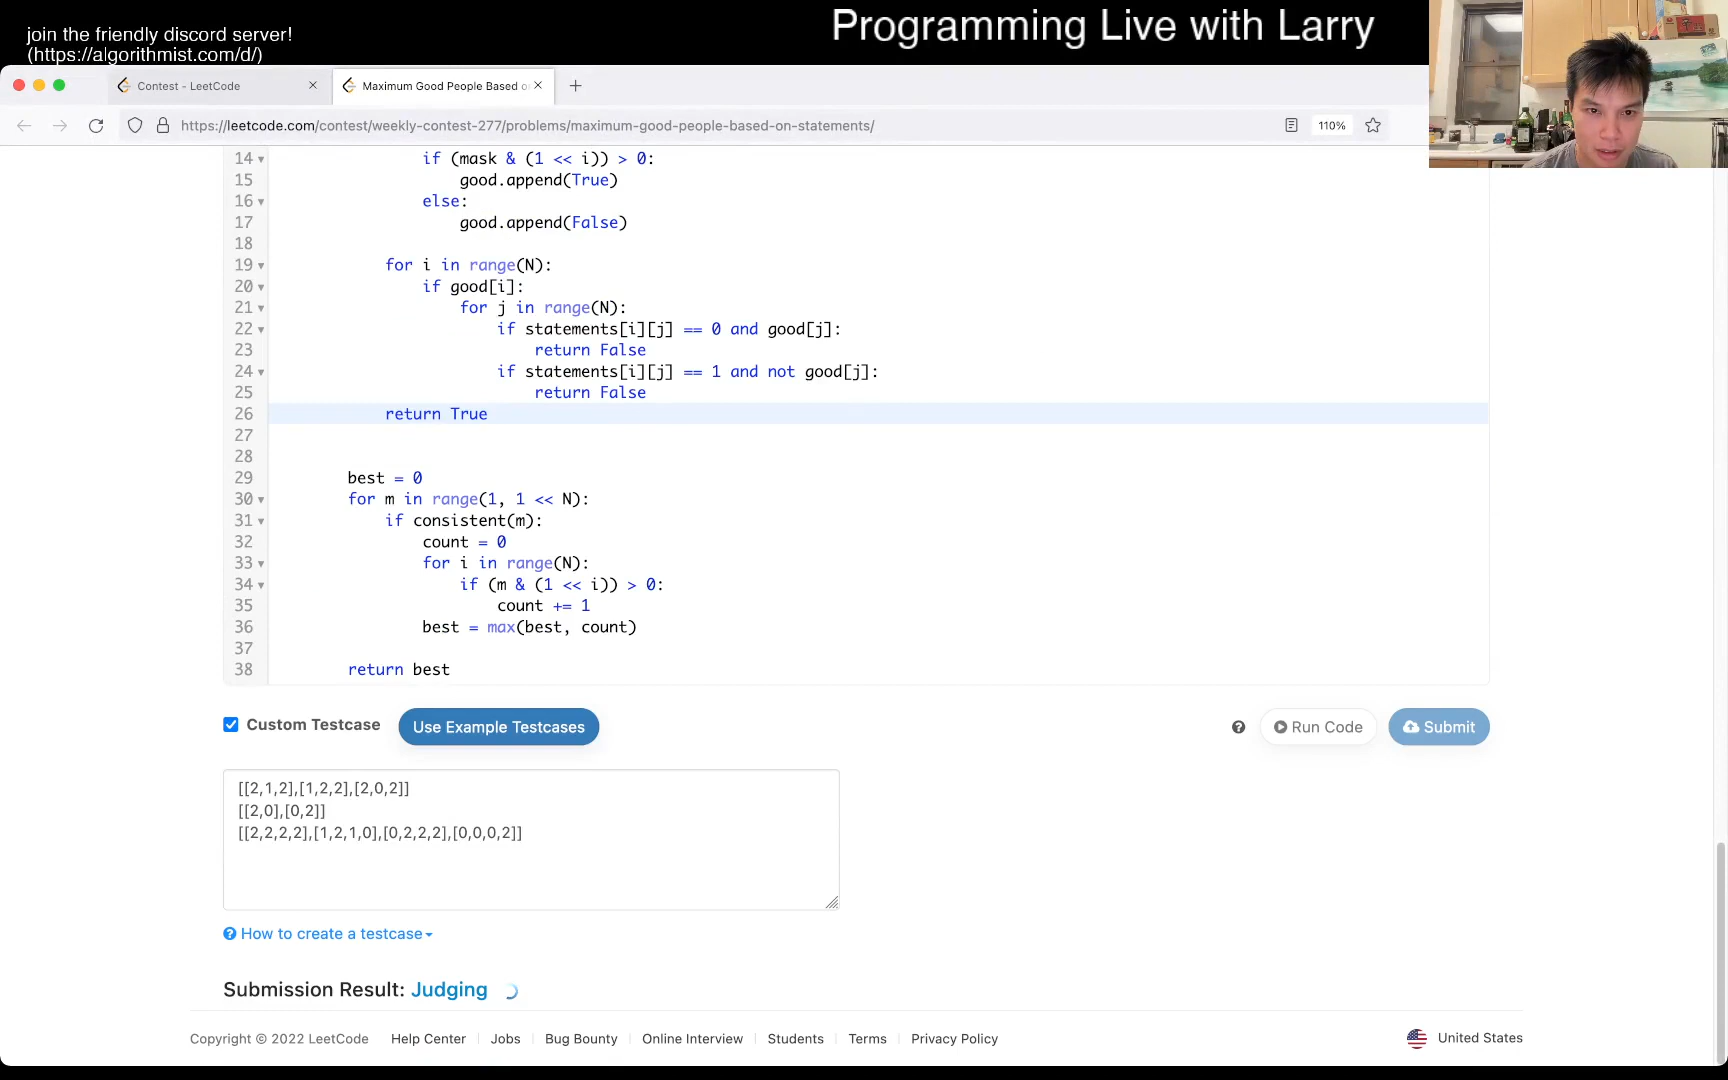 join the friendly discord server!
(https://algorithmist.com/d/)
Programming Live with Larry
Contest - LeetCode
Maximum Good People Based o
https://leetcode.com/contest/weekly-contest-277/problems/maximum-good-people-based-on-statements/
110%
14 if (mask & (1 << i)) > 0:
15 good.append(True)
16 else:
17 good.append(False)
18
19 for i in range(N):
20 if good[i]:
21 for j in range(N):
22 if statements[i][j] == 0 and good[j]:
23 return False
24 if statements[i][j] == 1 and not good[j]:
25 return False
26 return True
27
28
29 best = 0
30 for m in range(1, 1 << N):
31 if consistent(m):
32 count = 0
33 for i in range(N):
34 if (m & (1 << i)) > 0:
35 count += 1
36 best = max(best, count)
37
38 return best
Custom Testcase
Use Example Testcases
Run Code
Submit
[[2,1,2],[1,2,2],[2,0,2]]
[[2,0],[0,2]]
[[2,2,2,2],[1,2,1,0],[0,2,2,2],[0,0,0,2]]
How to create a testcase
Submission Result: Judging
Copyright © 2022 LeetCode
Help Center
Jobs
Bug Bounty
Online Interview
Students
Terms
Privacy Policy
United States